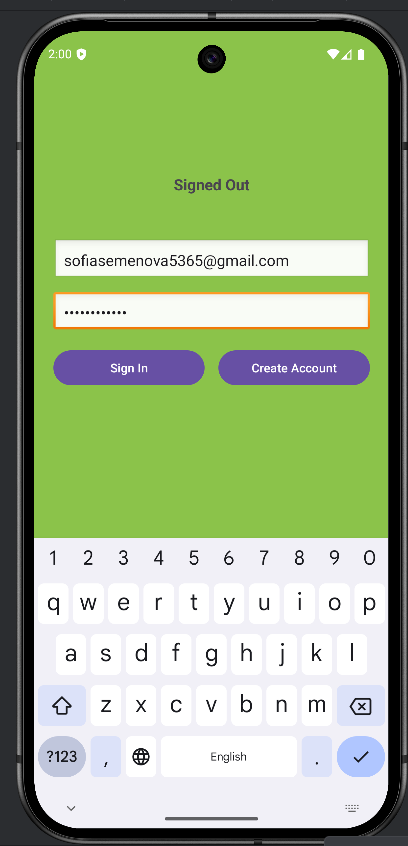 2:00
Signed Out
sofiasemenova5365@gmail.com
••••••••••••
Sign In
Create Account
1 2 3 4 5 6 7 8 9 0
q w e r t y u i o p
a s d f g h j k l
z x c v b n m
?123 , English .